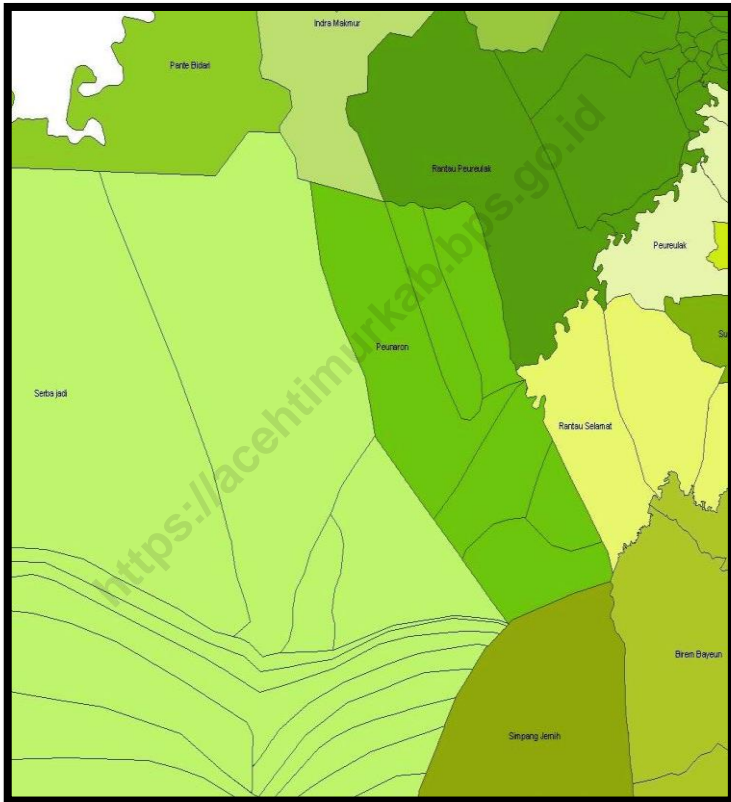 Indra Makmur
Pante Bidari
Rantau Peureulak
Peureulak
Su
Peunaron
Serba jadi
Rantau Selamat
Birem Bayeun
Simpang Jernih
https://acehtimurkab.bps.go.id